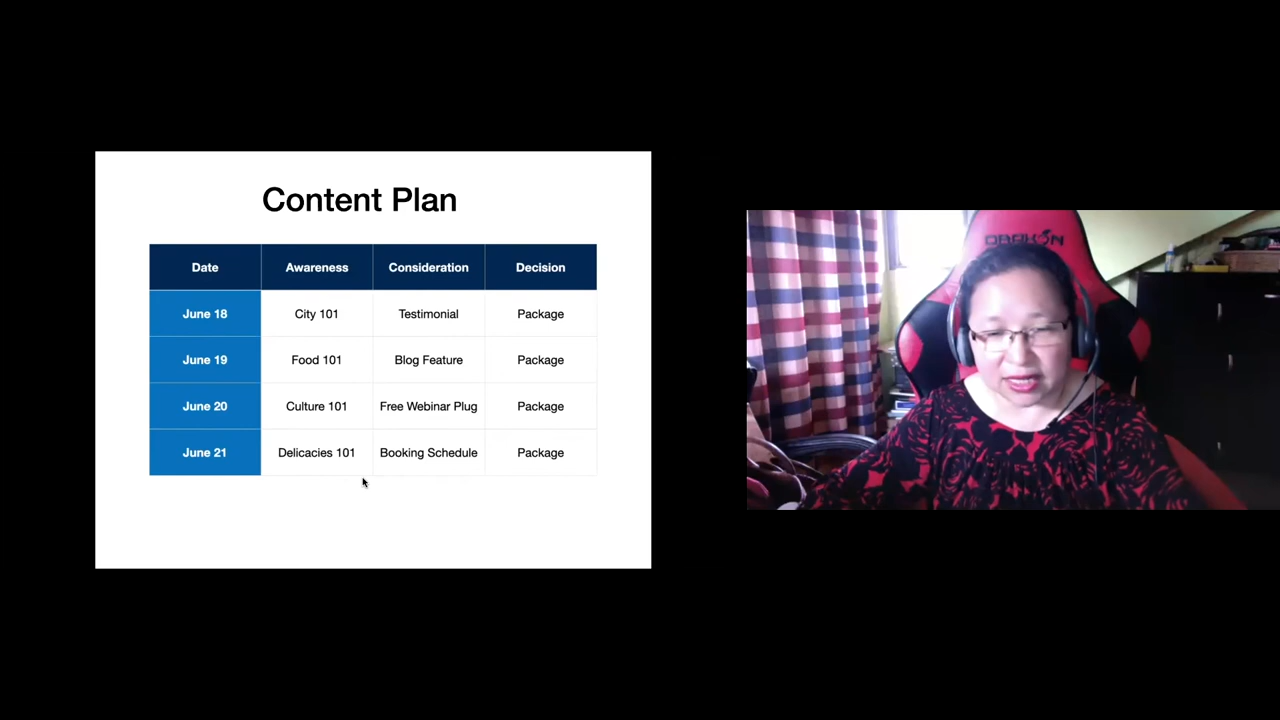 Content Plan
Date Awareness Consideration Decision
June 18 City 101 Testimonial Package
June 19 Food 101 Blog Feature Package
June 20 Culture 101 Free Webinar Plug Package
June 21 Delicacies 101 Booking Schedule Package